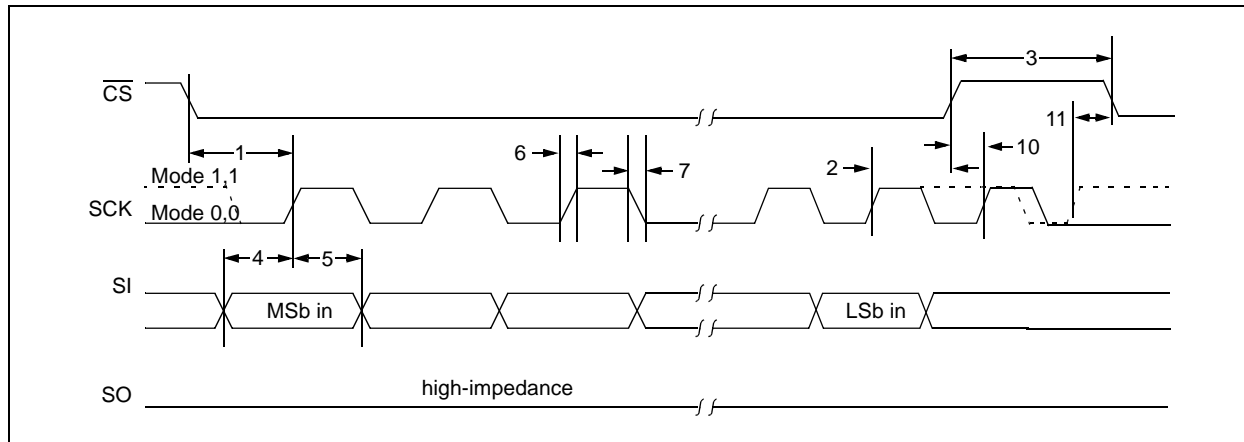 3
CS
11
1
6
2
10
Mode 1,1
7
SCK
Mode 0,0
4
5
SI
MSb in
LSb in
high-impedance
SO